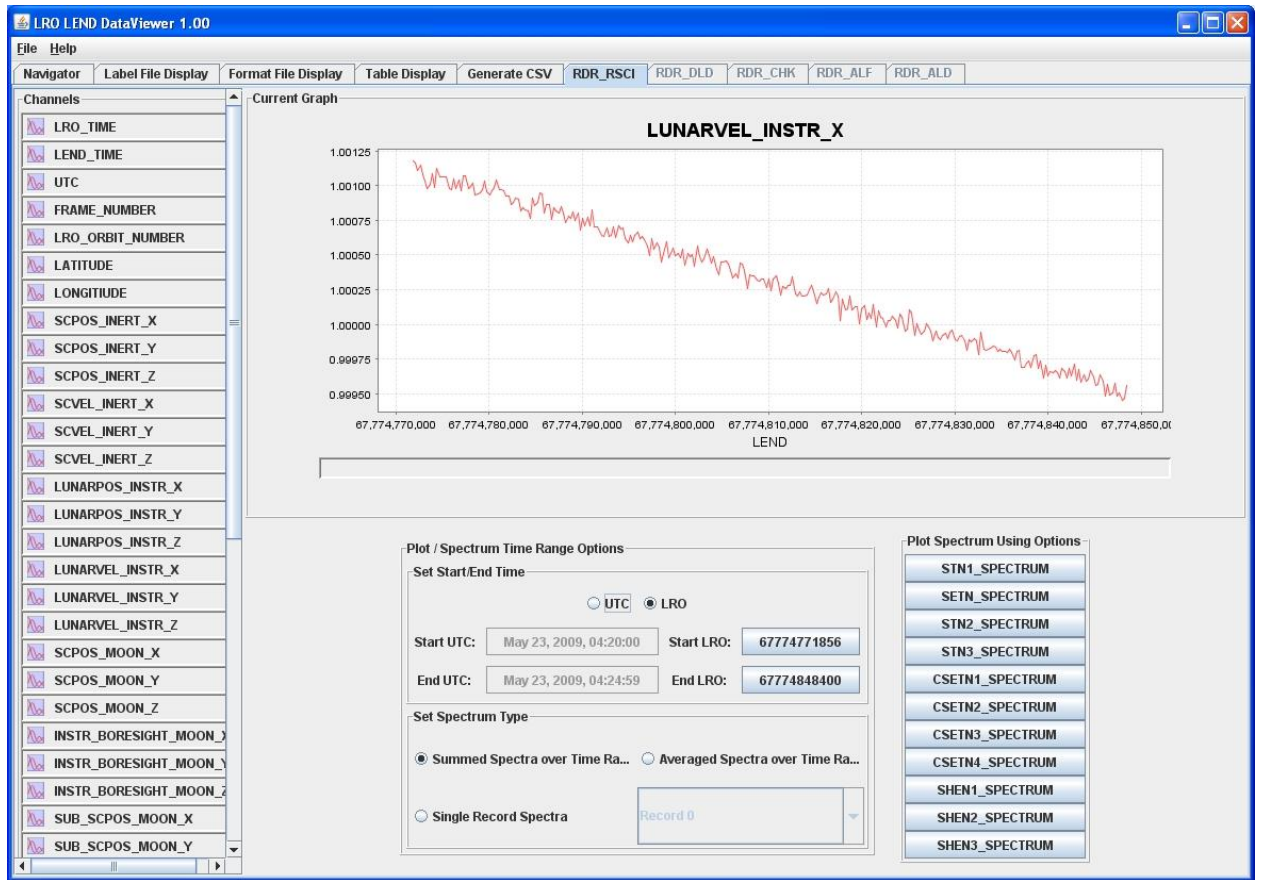 LRO LEND DataViewer 1.00
File Help
Navigator Label File Display Format File Display Table Display Generate CSV RDR_RSCI RDR_DLD RDR_CHK RDR_ALF RDR_ALD
Channels
LRO_TIME
LEND_TIME
UTC
FRAME_NUMBER
LRO_ORBIT_NUMBER
LATITUDE
LONGITIUDE
SCPOS_INERT_X
SCPOS_INERT_Y
SCPOS_INERT_Z
SCVEL_INERT_X
SCVEL_INERT_Y
SCVEL_INERT_Z
LUNARPOS_INSTR_X
LUNARPOS_INSTR_Y
LUNARPOS_INSTR_Z
LUNARVEL_INSTR_X
LUNARVEL_INSTR_Y
LUNARVEL_INSTR_Z
SCPOS_MOON_X
SCPOS_MOON_Y
SCPOS_MOON_Z
INSTR_BORESIGHT_MOON_X
INSTR_BORESIGHT_MOON_Y
INSTR_BORESIGHT_MOON_Z
SUB_SCPOS_MOON_X
SUB_SCPOS_MOON_Y
Current Graph
LUNARVEL_INSTR_X
1.00125
1.00100
1.00075
1.00050
1.00025
1.00000
0.99975
0.99950
67,774,770,000 67,774,780,000 67,774,790,000 67,774,800,000 67,774,810,000 67,774,820,000 67,774,830,000 67,774,840,000 67,774,850,00
LEND
Plot / Spectrum Time Range Options
Set Start/End Time
UTC LRO
Start UTC: May 23, 2009, 04:20:00 Start LRO: 67774771856
End UTC: May 23, 2009, 04:24:59 End LRO: 67774848400
Set Spectrum Type
Summed Spectra over Time Ra... Averaged Spectra over Time Ra...
Single Record Spectra Record 0
Plot Spectrum Using Options
STN1_SPECTRUM
SETN_SPECTRUM
STN2_SPECTRUM
STN3_SPECTRUM
CSETN1_SPECTRUM
CSETN2_SPECTRUM
CSETN3_SPECTRUM
CSETN4_SPECTRUM
SHEN1_SPECTRUM
SHEN2_SPECTRUM
SHEN3_SPECTRUM